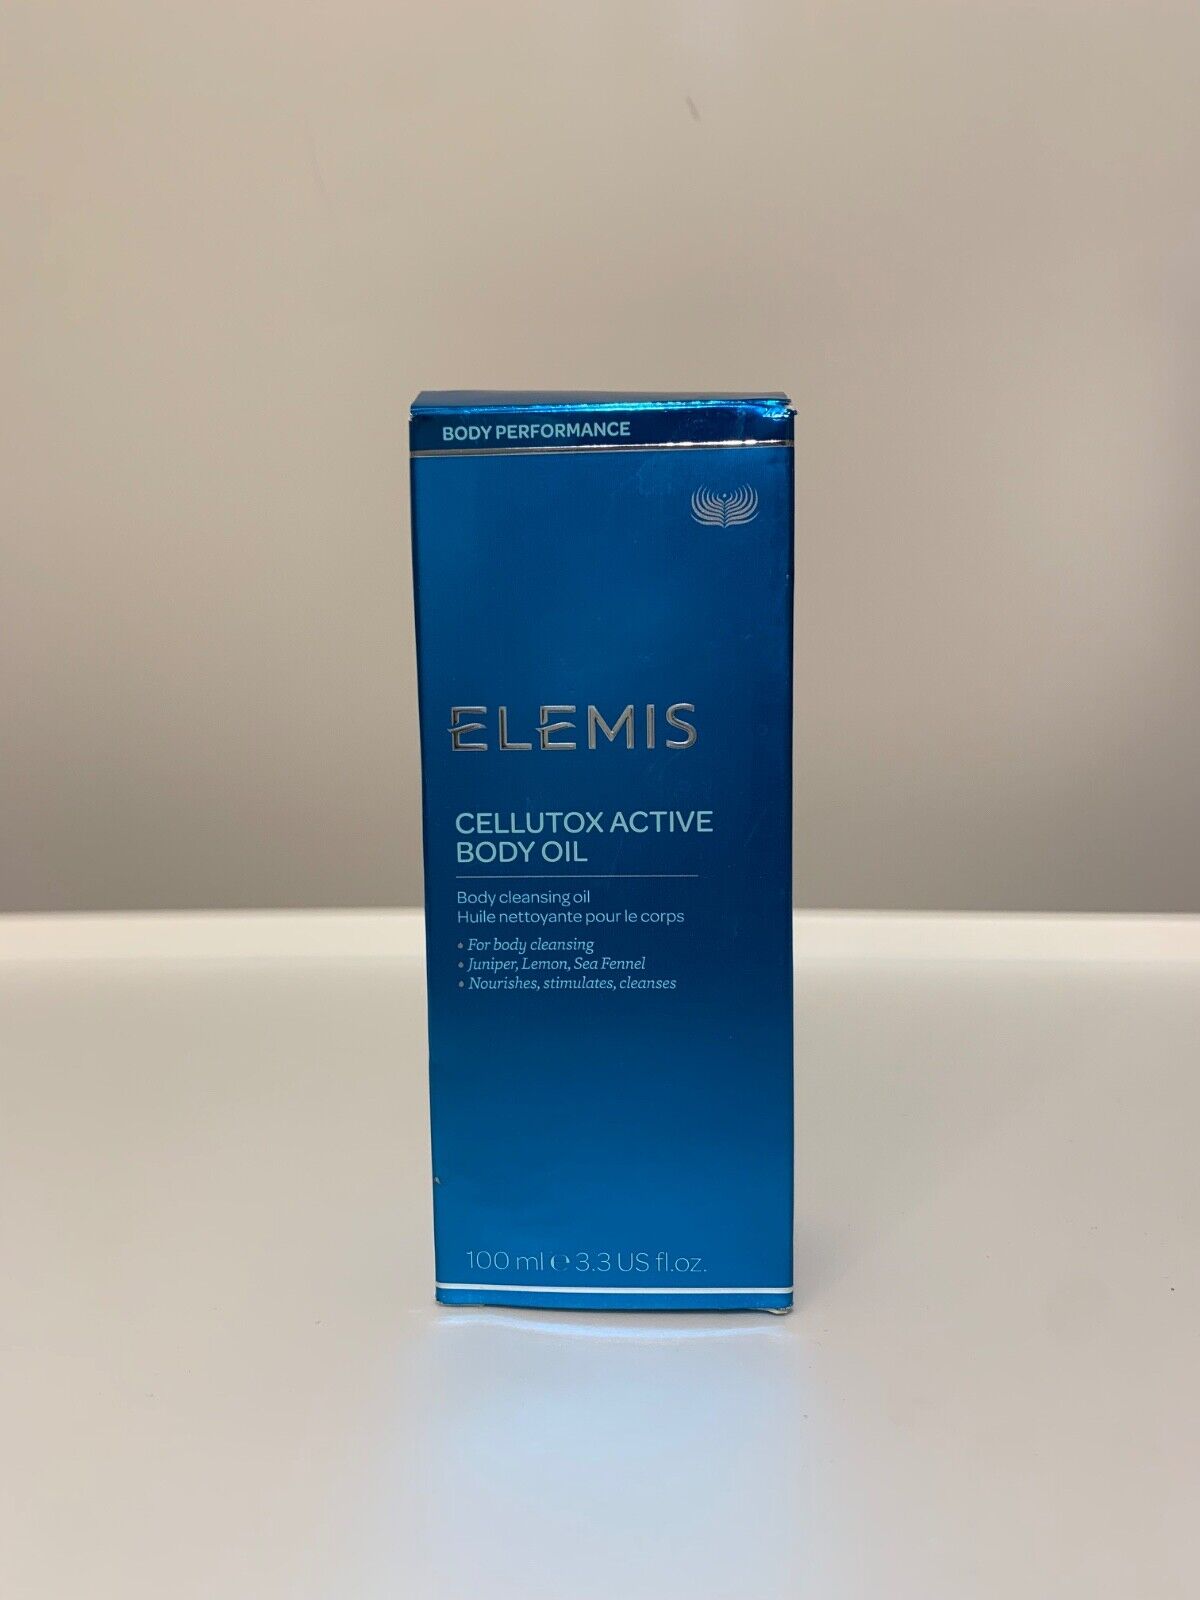 BODY PERFORMANCE
ELEMIS
CELLUTOX ACTIVE
BODY OIL
Body cleansing oil
Huile nettoyante pour le corps
• For body cleansing
• Juniper, Lemon, Sea Fennel
• Nourishes, stimulates, cleanses
100 ml ℮ 3.3 US fl.oz.